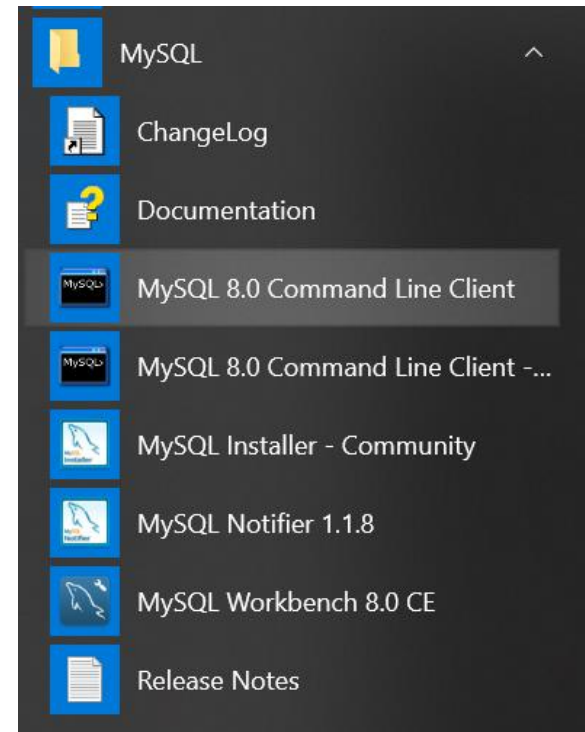 MySQL
ChangeLog
Documentation
MySQL 8.0 Command Line Client
MySQL 8.0 Command Line Client -...
MySQL Installer - Community
MySQL Notifier 1.1.8
MySQL Workbench 8.0 CE
Release Notes